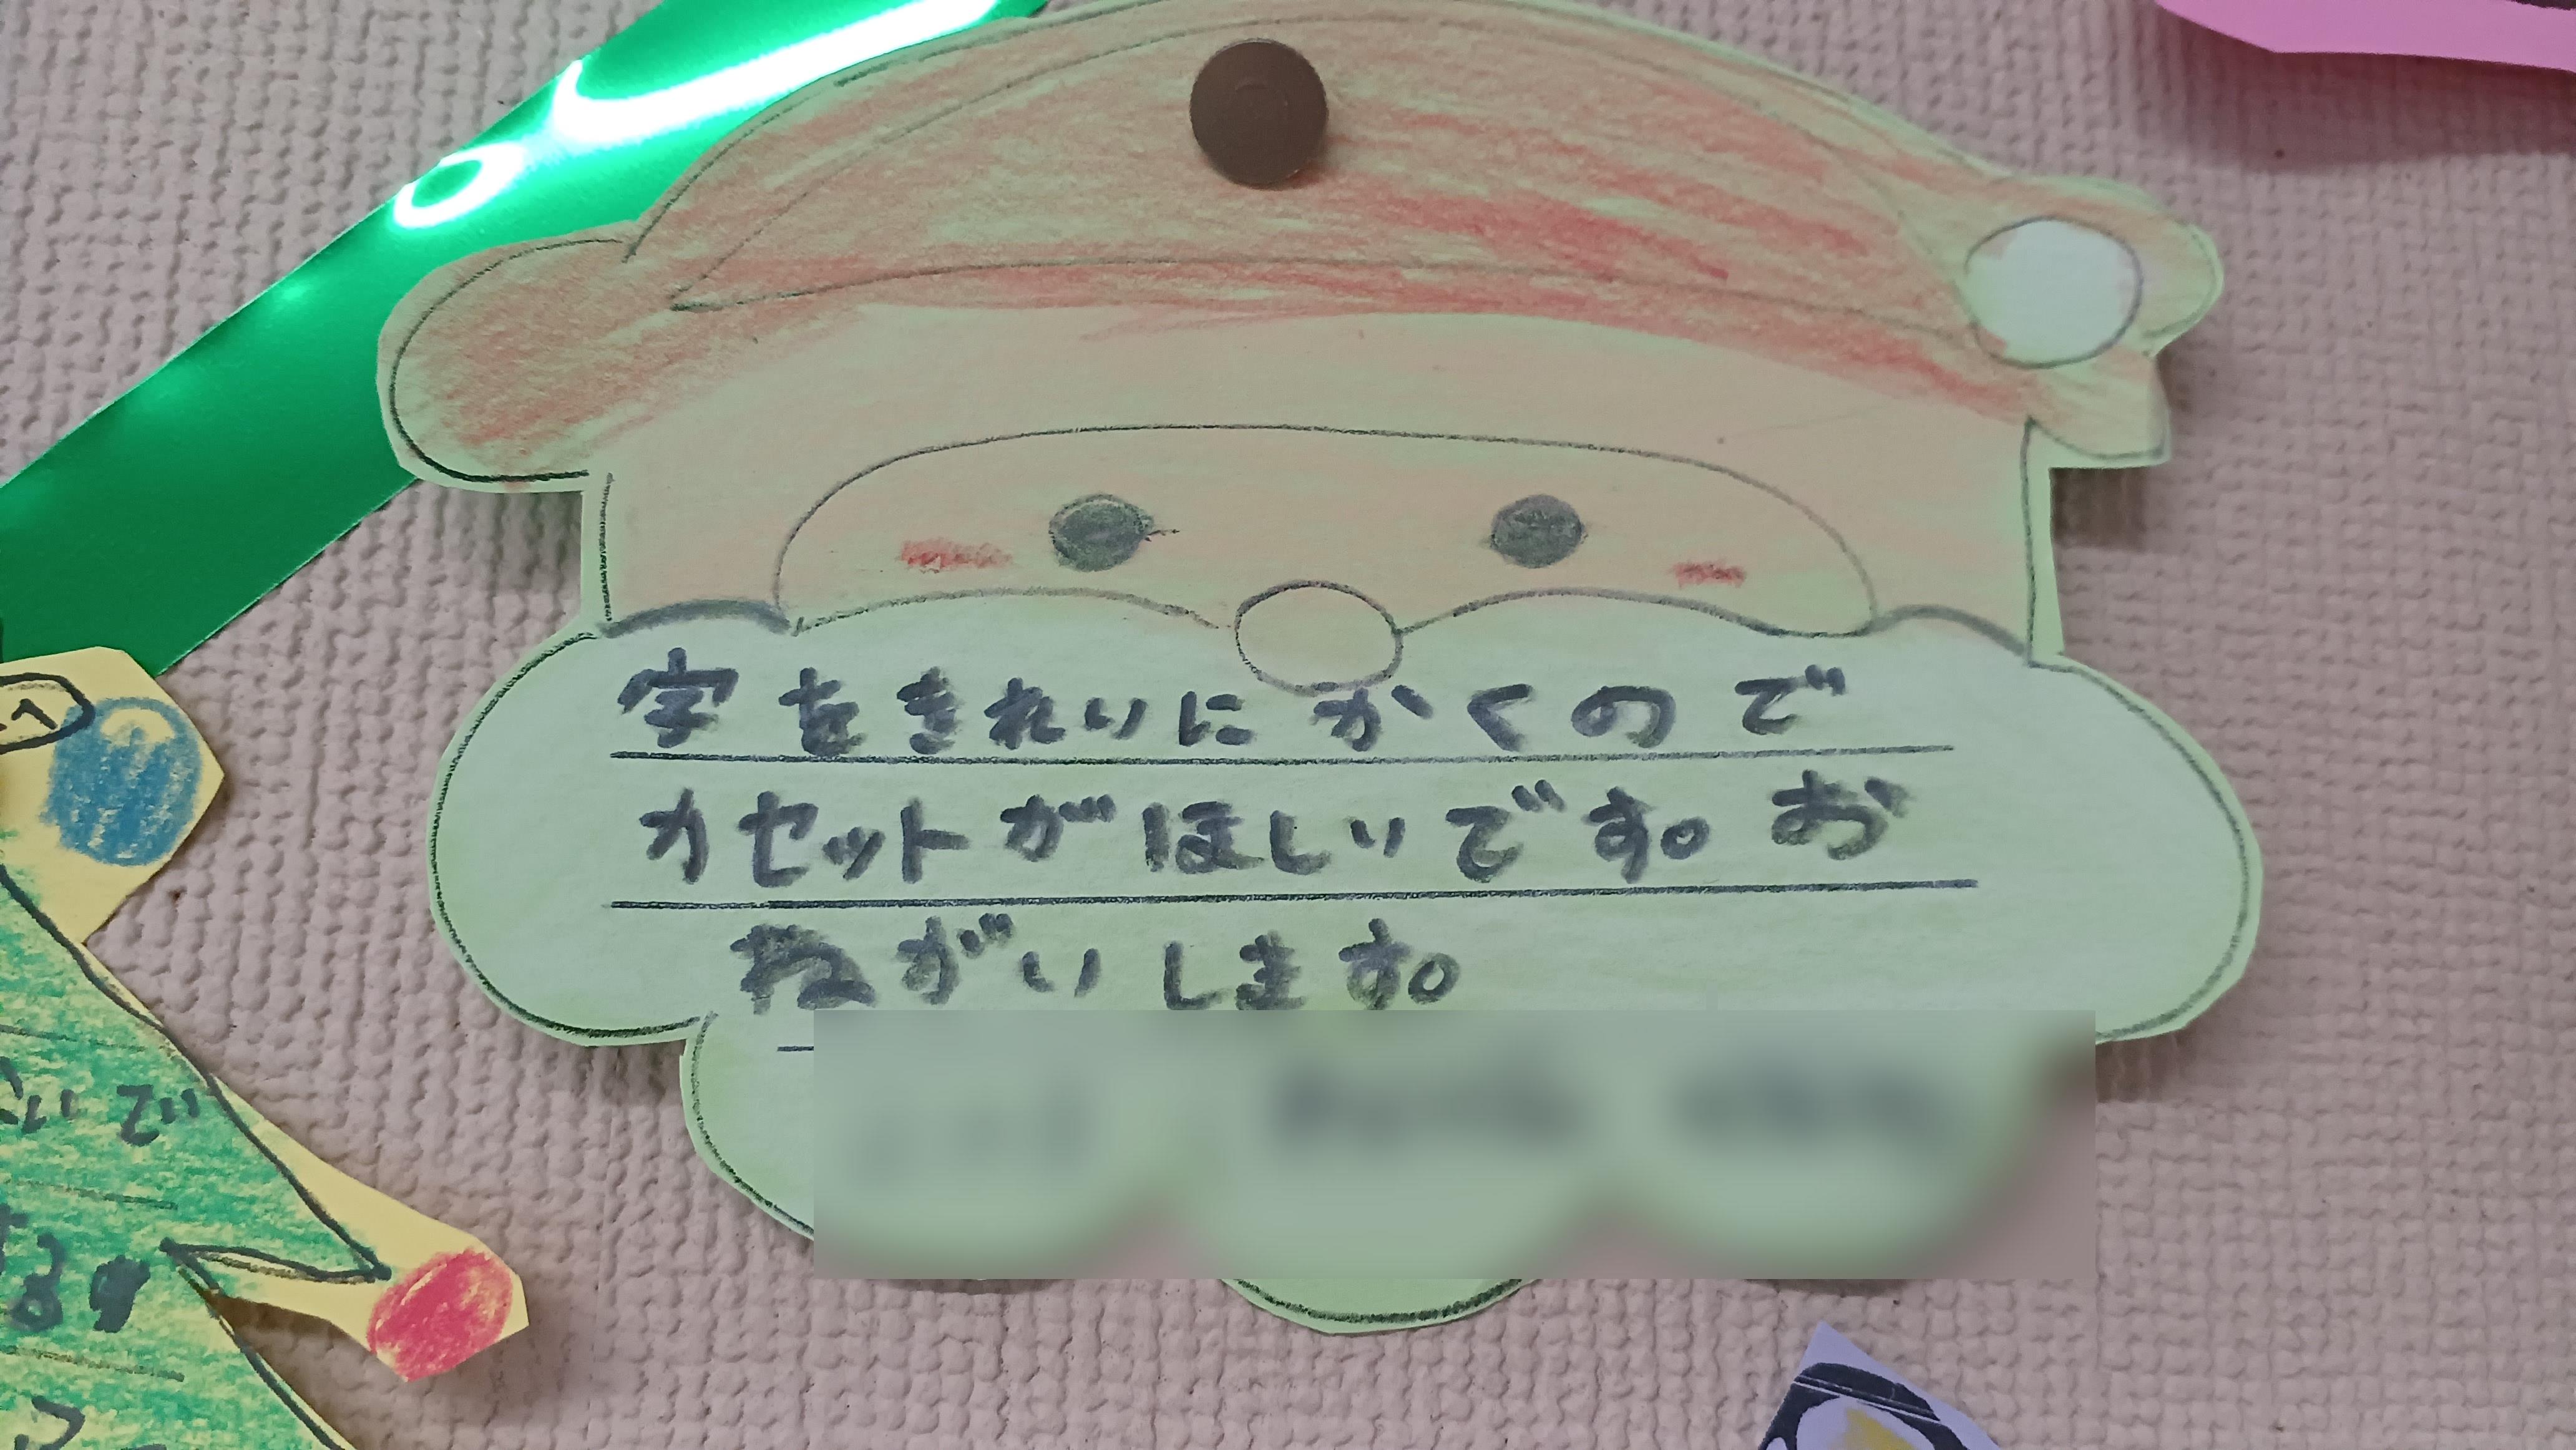 字をきれいにかくので
カセットがほしいです。お
ねがいします。